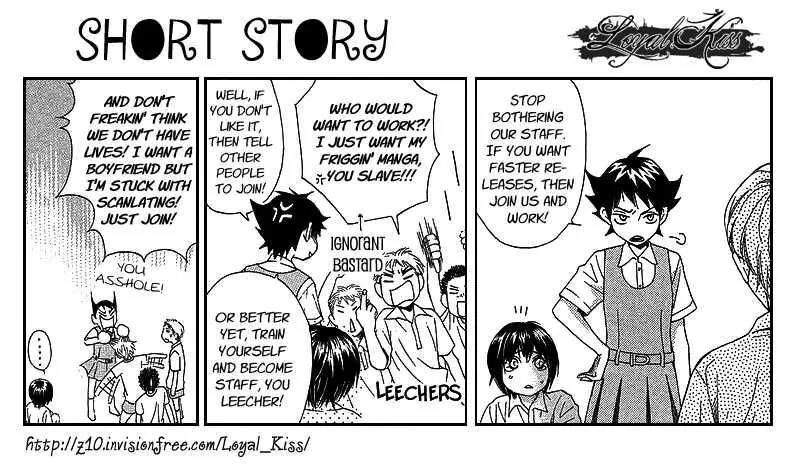 SHORT STORY
Loyal Kiss
STOP
BOTHERING
OUR STAFF.
IF YOU WANT
FASTER RE-
LEASES, THEN
JOIN US AND
WORK!
WHO WOULD
WANT TO WORK?!
I JUST WANT MY
FRIGGIN' MANGA,
YOU SLAVE!!!
WELL, IF
YOU DON'T
LIKE IT,
THEN TELL
OTHER
PEOPLE
TO JOIN!
IGNORANT
BASTARD
OR BETTER
YET, TRAIN
YOURSELF
AND BECOME
STAFF, YOU
LEECHER!
LEECHERS
AND DON'T
FREAKIN' THINK
WE DON'T HAVE
LIVES! I WANT A
BOYFRIEND BUT
I'M STUCK WITH
SCANLATING!
JUST JOIN!
YOU
ASSHOLE!
....
http://z10.invisionfree.com/Loyal_Kiss/